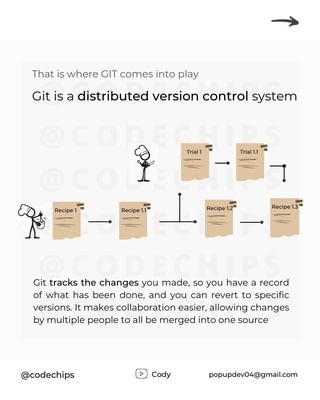 That is where GIT comes into play
Git is a distributed version control system
@CODECHIPS
@CODECHIPS
Trial 1
Trial 1.1
@CODECHIPS
Recipe 1
Recipe 1.1
Recipe 1.2
Recipe 1.3
@CODECHIPS
Git tracks the changes you made, so you have a record
of what has been done, and you can revert to specific
versions. It makes collaboration easier, allowing changes
by multiple people to all be merged into one source
@codechips
Cody
popupdev04@gmail.com